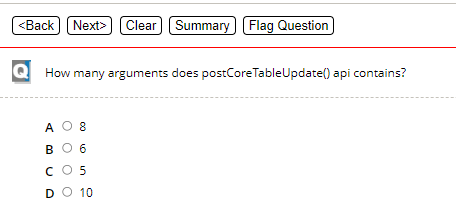 <Back Next> Clear Summary Flag Question
Q How many arguments does postCoreTableUpdate() api contains?
A 8
B 6
C 5
D 10